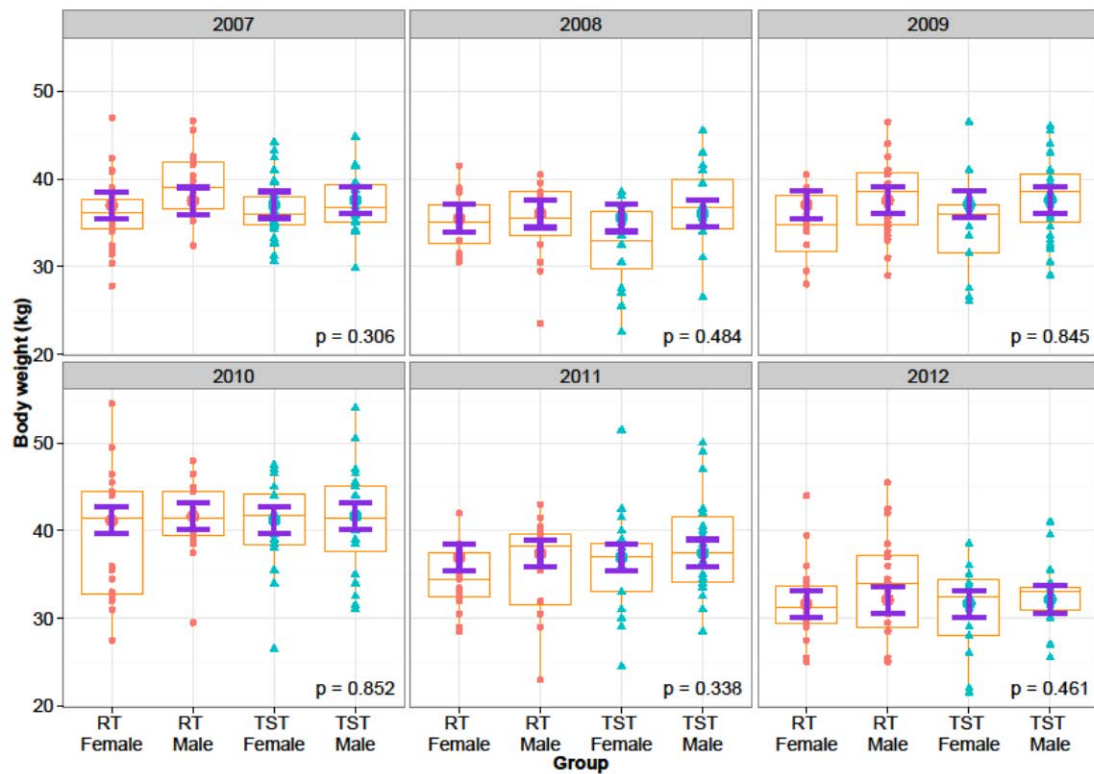 2007 2008 2009
Body weight (kg)
50
40
30
20
p = 0.306 p = 0.484 p = 0.845
2010 2011 2012
50
40
30
20
p = 0.852 p = 0.338 p = 0.461
RT RT TST TST RT RT TST TST RT RT TST TST
Female Male Female Male Female Male Female Male Female Male Female Male
Group